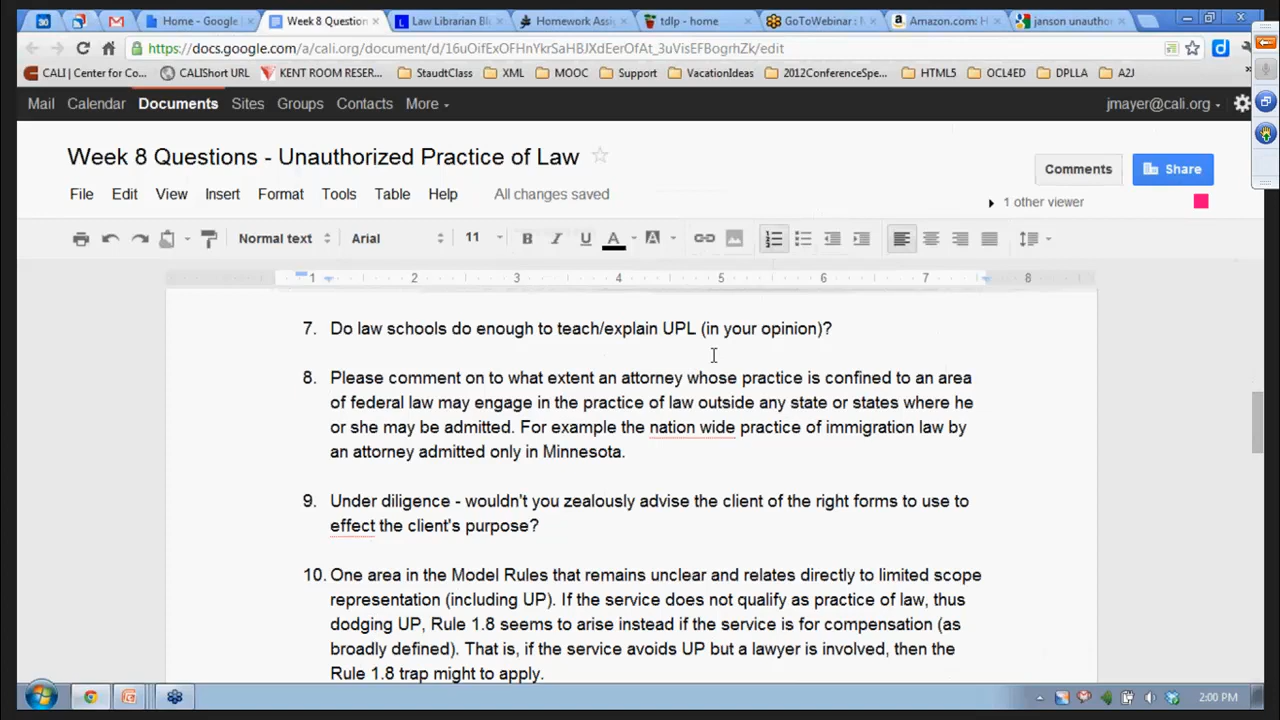 30
Home - Google
Week 8 Question
Law Librarian Bl
Homework Assi
tdlp - home
GoToWebinar : M
Amazon.com: H
janson unautho
CALI | Center for Co
CALIShort URL
KENT ROOM RESER...
StaudtClass
XML
MOOC
Support
VacationIdeas
2012ConferenceSpe...
HTML5
OCL4ED
DPLLA
A2J
Mail Calendar Documents Sites Groups Contacts More
jmayer@cali.org
Week 8 Questions - Unauthorized Practice of Law
Comments
Share
File Edit View Insert Format Tools Table Help All changes saved
1 other viewer
Normal text Arial 11 B I U A A
1 2 3 4 5 6 7 8
7. Do law schools do enough to teach/explain UPL (in your opinion)?
8. Please comment on to what extent an attorney whose practice is confined to an area
of federal law may engage in the practice of law outside any state or states where he
or she may be admitted. For example the nation wide practice of immigration law by
an attorney admitted only in Minnesota.
9. Under diligence - wouldn't you zealously advise the client of the right forms to use to
effect the client's purpose?
10. One area in the Model Rules that remains unclear and relates directly to limited scope
representation (including UP). If the service does not qualify as practice of law, thus
dodging UP, Rule 1.8 seems to arise instead if the service is for compensation (as
broadly defined). That is, if the service avoids UP but a lawyer is involved, then the
Rule 1.8 trap might to apply.
2:00 PM